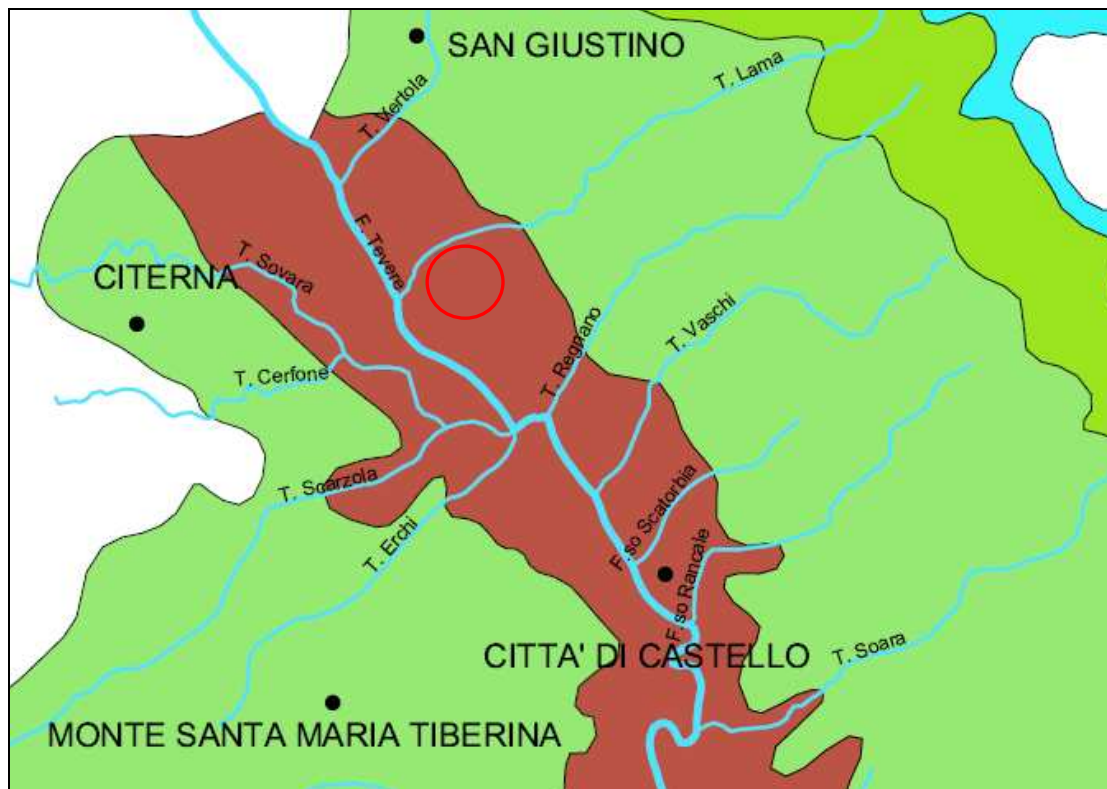 SAN GIUSTINO
T. Lama
T. Vertola
F. Tevere
T. Sovara
CITERNA
T. Regnano
T. Vaschi
T. Cerfone
T. Scarzola
F.so Scatorbia
T. Erchi
F.so Rancale
CITTA' DI CASTELLO
T. Soara
MONTE SANTA MARIA TIBERINA